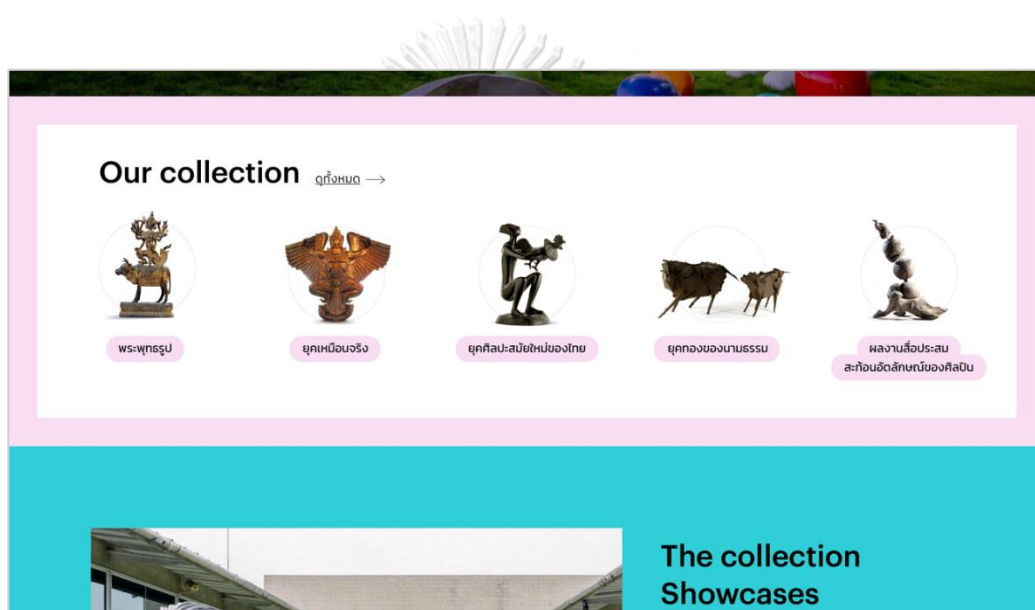 Our collection ดูทั้งหมด
พระพุทธรูป
ยุคเหมือนจริง
ยุคศิลปะสมัยใหม่ของไทย
ยุคทองของนามธรรม
ผลงานสื่อประสม
สะท้อนอัตลักษณ์ของศิลปิน
The collection
Showcases